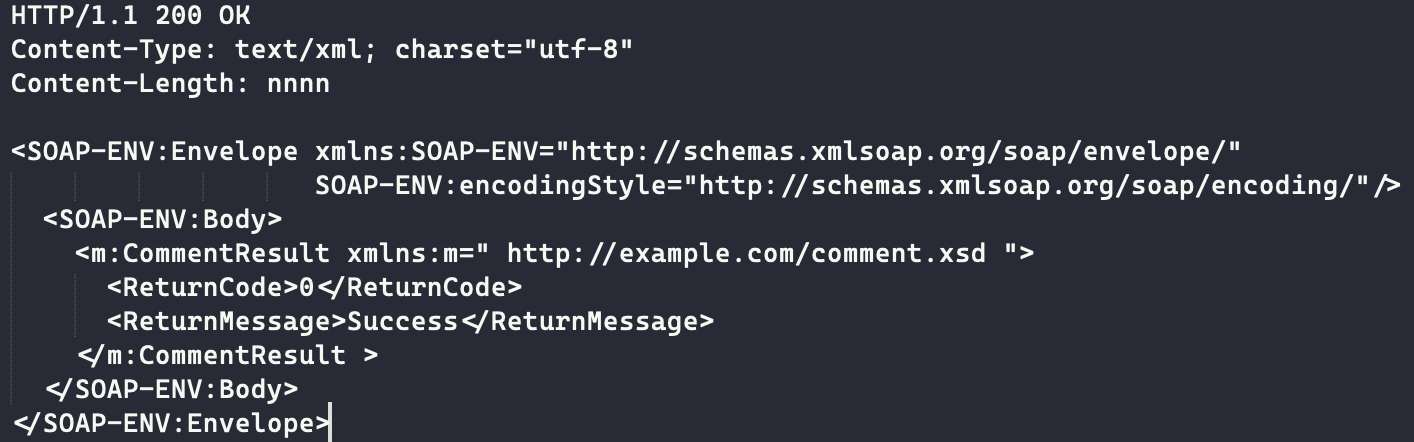 HTTP/1.1 200 OK
Content-Type: text/xml; charset="utf-8"
Content-Length: nnnn

<SOAP-ENV:Envelope xmlns:SOAP-ENV="http://schemas.xmlsoap.org/soap/envelope/"
                   SOAP-ENV:encodingStyle="http://schemas.xmlsoap.org/soap/encoding/"/>
  <SOAP-ENV:Body>
    <m:CommentResult xmlns:m=" http://example.com/comment.xsd ">
      <ReturnCode>0</ReturnCode>
      <ReturnMessage>Success</ReturnMessage>
    </m:CommentResult >
  </SOAP-ENV:Body>
</SOAP-ENV:Envelope>